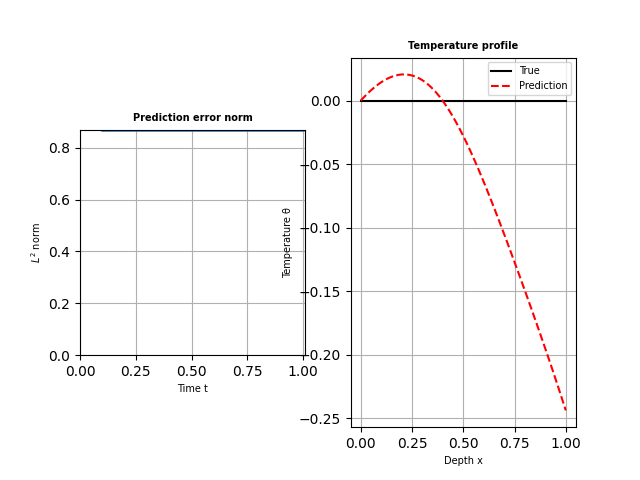 Prediction error norm
L² norm
0.8
0.6
0.4
0.2
0.0
0.00 0.25 0.50 0.75 1.00
Time t
Temperature profile
True
Prediction
Temperature θ
0.00
−0.05
−0.10
−0.15
−0.20
−0.25
0.00 0.25 0.50 0.75 1.00
Depth x